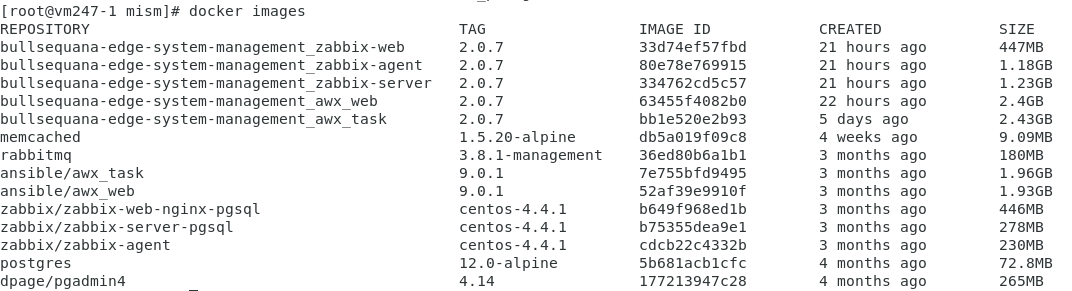 [root@vm247-1 mism]# docker images
REPOSITORY TAG IMAGE ID CREATED SIZE
bullsequana-edge-system-management_zabbix-web 2.0.7 33d74ef57fbd 21 hours ago 447MB
bullsequana-edge-system-management_zabbix-agent 2.0.7 80e78e769915 21 hours ago 1.18GB
bullsequana-edge-system-management_zabbix-server 2.0.7 334762cd5c57 21 hours ago 1.23GB
bullsequana-edge-system-management_awx_web 2.0.7 63455f4082b0 22 hours ago 2.4GB
bullsequana-edge-system-management_awx_task 2.0.7 bb1e520e2b93 5 days ago 2.43GB
memcached 1.5.20-alpine db5a019f09c8 4 weeks ago 9.09MB
rabbitmq 3.8.1-management 36ed80b6a1b1 3 months ago 180MB
ansible/awx_task 9.0.1 7e755bfd9495 3 months ago 1.96GB
ansible/awx_web 9.0.1 52af39e9910f 3 months ago 1.93GB
zabbix/zabbix-web-nginx-pgsql centos-4.4.1 b649f968ed1b 3 months ago 446MB
zabbix/zabbix-server-pgsql centos-4.4.1 b75355dea9e1 3 months ago 278MB
zabbix/zabbix-agent centos-4.4.1 cdcb22c4332b 3 months ago 230MB
postgres 12.0-alpine 5b681acb1cfc 4 months ago 72.8MB
dpage/pgadmin4 4.14 177213947c28 4 months ago 265MB